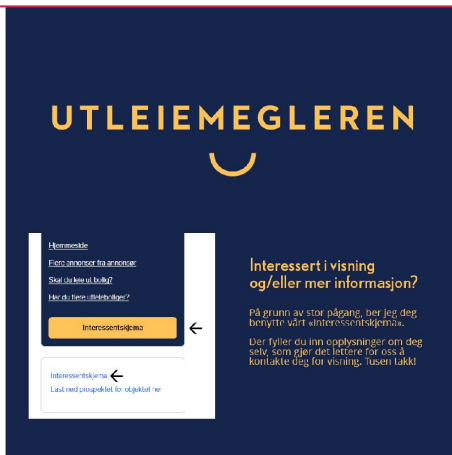 UTLEIEMEGLEREN
Hjemmeside
Flere annonser fra annonsør
Skal du leie ut bolig?
Har du flere utleieboliger?
Interessentskjema
Interessentskjema
Last ned prospektet for objektet her
Interessert i visning
og/eller mer informasjon?
På grunn av stor pågang, ber jeg deg
benytte vårt «Interessentskjema».
Der fyller du inn opplysninger om deg
selv, som gjør det lettere for oss å
kontakte deg for visning. Tusen takk!